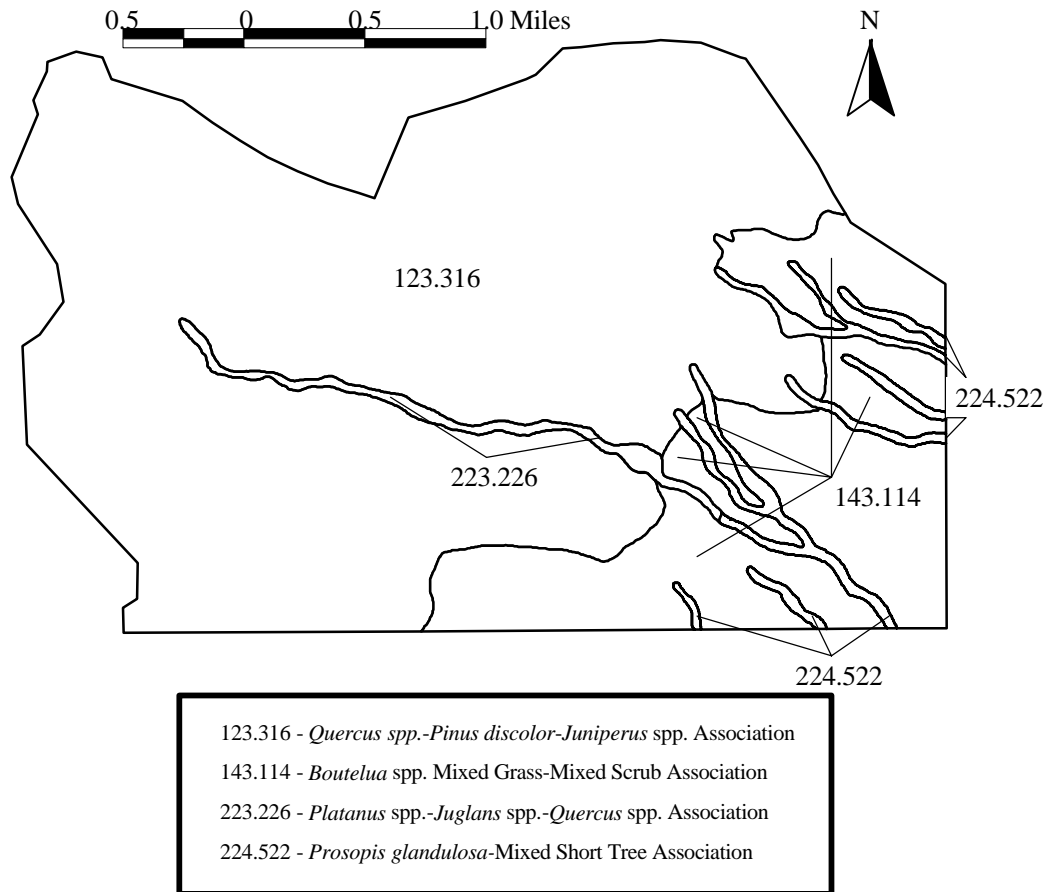 0.5 0 0.5 1.0 Miles
N
123.316
224.522
223.226
143.114
224.522
123.316 - Quercus spp.-Pinus discolor-Juniperus spp. Association
143.114 - Boutelua spp. Mixed Grass-Mixed Scrub Association
223.226 - Platanus spp.-Juglans spp.-Quercus spp. Association
224.522 - Prosopis glandulosa-Mixed Short Tree Association